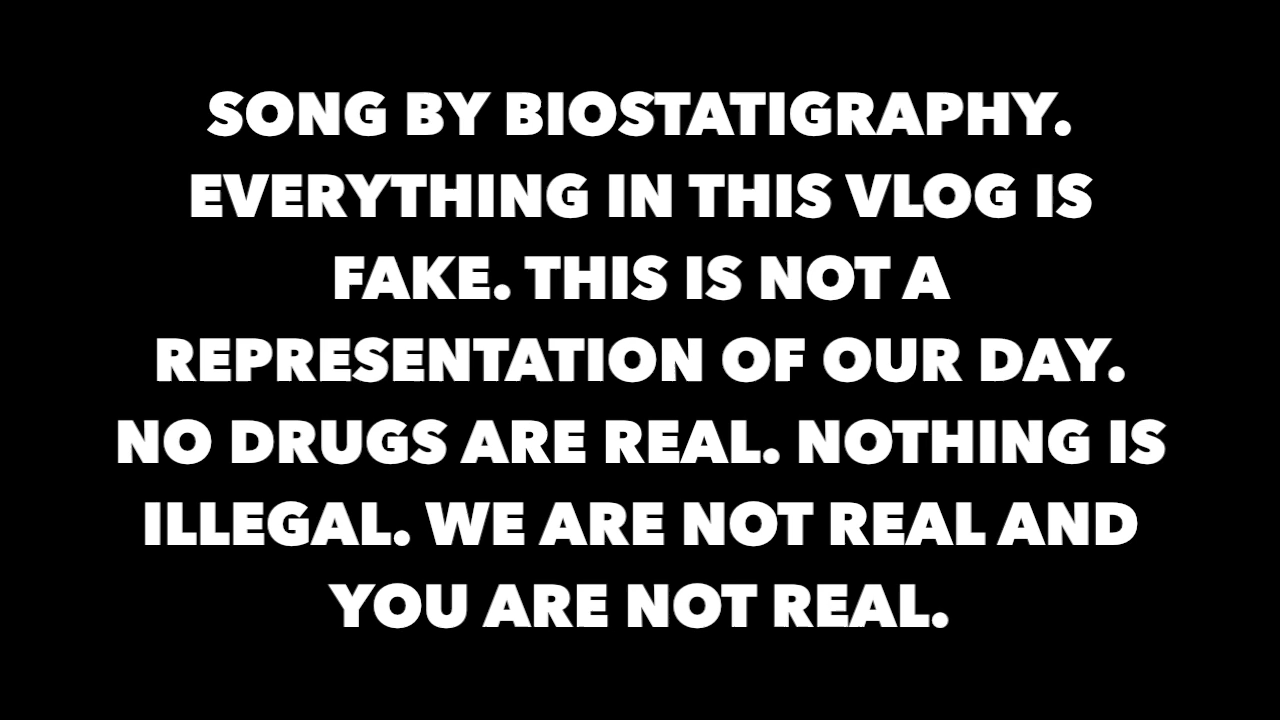 SONG BY BIOSTATIGRAPHY.
EVERYTHING IN THIS VLOG IS
FAKE. THIS IS NOT A
REPRESENTATION OF OUR DAY.
NO DRUGS ARE REAL. NOTHING IS
ILLEGAL. WE ARE NOT REAL AND
YOU ARE NOT REAL.